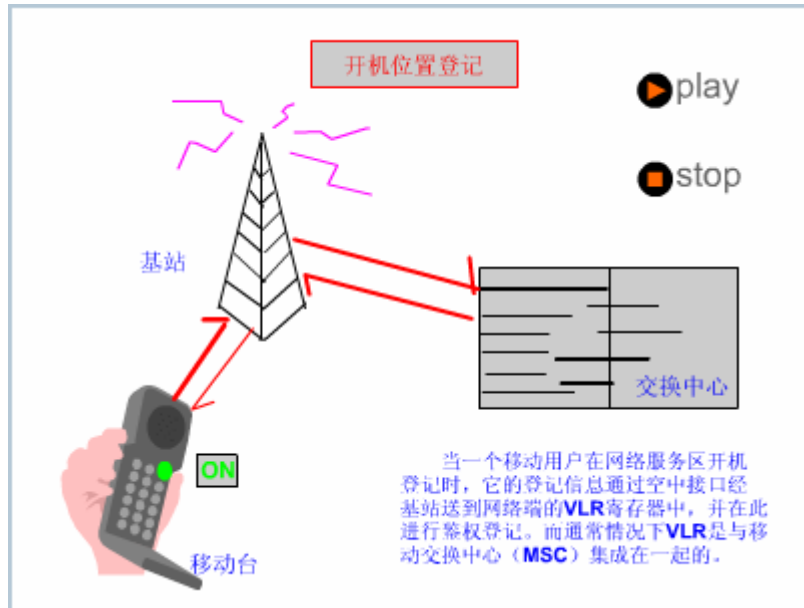 开机位置登记
play
stop
基站
交换中心
ON
移动台
当一个移动用户在网络服务区开机
登记时，它的登记信息通过空中接口经
基站送到网络端的VLR寄存器中，并在此
进行鉴权登记。而通常情况下VLR是与移
动交换中心（MSC）集成在一起的。